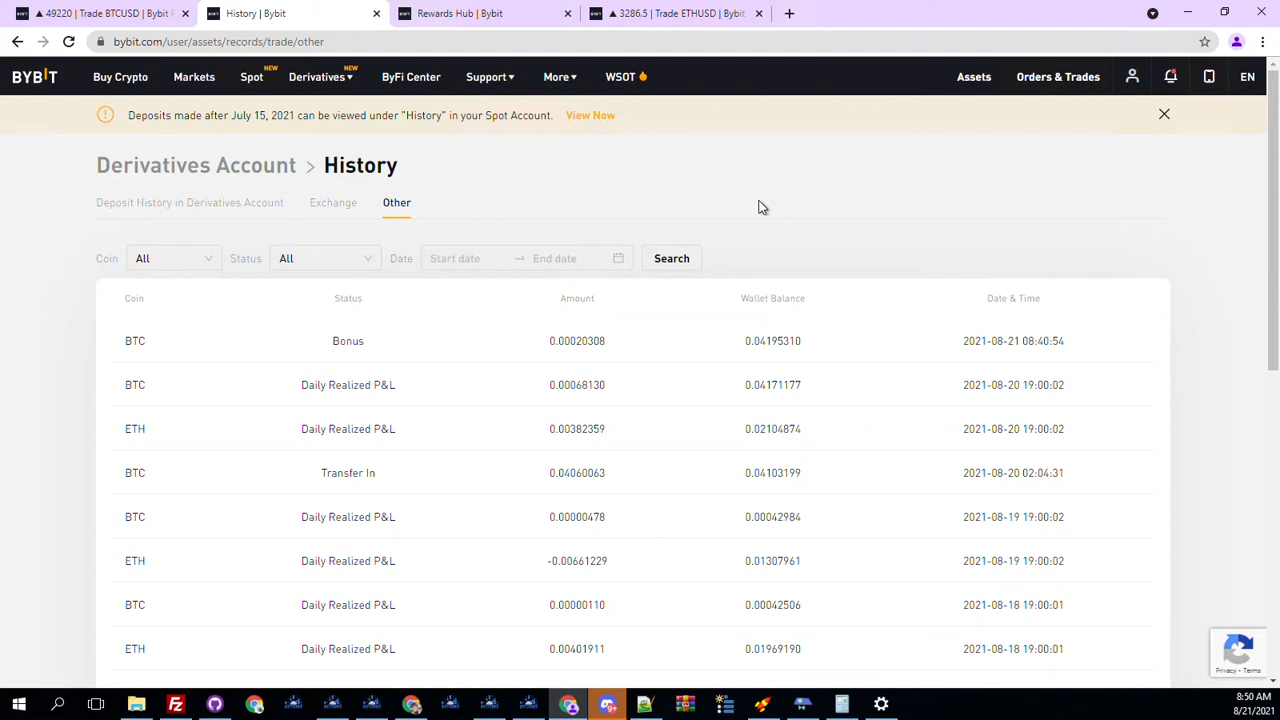 ▲ 49220 | Trade BTCUSD | Bybit
History | Bybit
Rewards Hub | Bybit
▲ 3286.5 | Trade ETHUSD | Bybit
bybit.com/user/assets/records/trade/other
BYBIT Buy Crypto Markets Spot NEW Derivatives NEW ByFi Center Support More WSOT Assets Orders & Trades EN
Deposits made after July 15, 2021 can be viewed under "History" in your Spot Account. View Now
Derivatives Account > History
Deposit History in Derivatives Account Exchange Other
Coin All Status All Date Start date → End date Search
Coin Status Amount Wallet Balance Date & Time
BTC Bonus 0.00020308 0.04195310 2021-08-21 08:40:54
BTC Daily Realized P&L 0.00068130 0.04171177 2021-08-20 19:00:02
ETH Daily Realized P&L 0.00382359 0.02104874 2021-08-20 19:00:02
BTC Transfer In 0.04060063 0.04103199 2021-08-20 02:04:31
BTC Daily Realized P&L 0.00000478 0.00042984 2021-08-19 19:00:02
ETH Daily Realized P&L -0.00661229 0.01307961 2021-08-19 19:00:02
BTC Daily Realized P&L 0.00000110 0.00042506 2021-08-18 19:00:01
ETH Daily Realized P&L 0.00401911 0.01969190 2021-08-18 19:00:01
Privacy - Terms
8:50 AM
8/21/2021